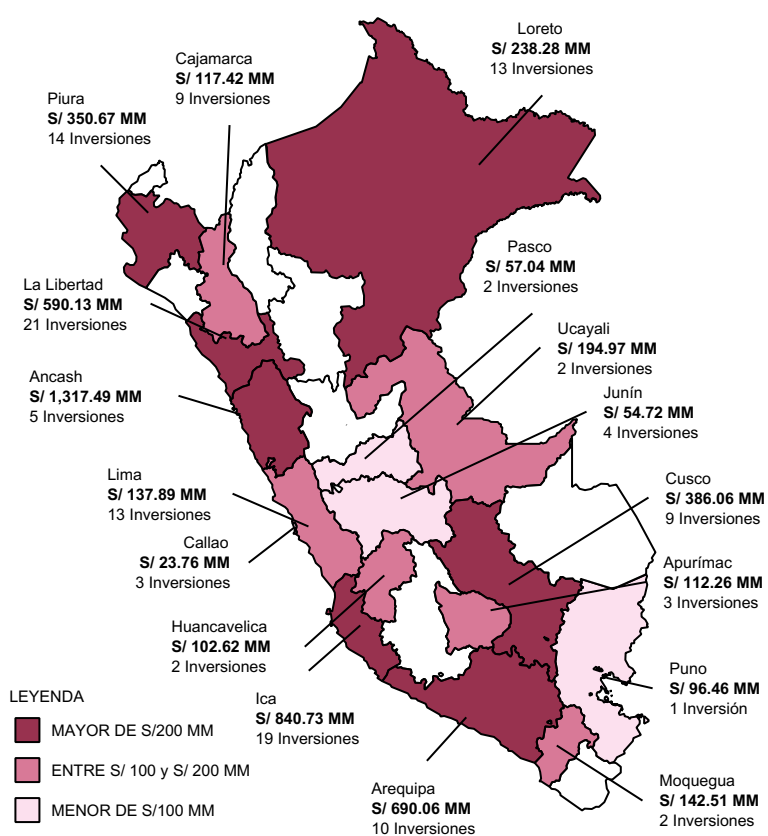 Loreto
S/ 238.28 MM
13 Inversiones
Cajamarca
S/ 117.42 MM
9 Inversiones
Piura
S/ 350.67 MM
14 Inversiones
Pasco
S/ 57.04 MM
2 Inversiones
La Libertad
S/ 590.13 MM
21 Inversiones
Ucayali
S/ 194.97 MM
2 Inversiones
Ancash
S/ 1,317.49 MM
5 Inversiones
Junín
S/ 54.72 MM
4 Inversiones
Lima
S/ 137.89 MM
13 Inversiones
Cusco
S/ 386.06 MM
9 Inversiones
Callao
S/ 23.76 MM
3 Inversiones
Apurímac
S/ 112.26 MM
3 Inversiones
Huancavelica
S/ 102.62 MM
2 Inversiones
Puno
S/ 96.46 MM
1 Inversión
Ica
S/ 840.73 MM
19 Inversiones
LEYENDA
MAYOR DE S/200 MM
ENTRE S/ 100 y S/ 200 MM
MENOR DE S/100 MM
Arequipa
S/ 690.06 MM
10 Inversiones
Moquegua
S/ 142.51 MM
2 Inversiones